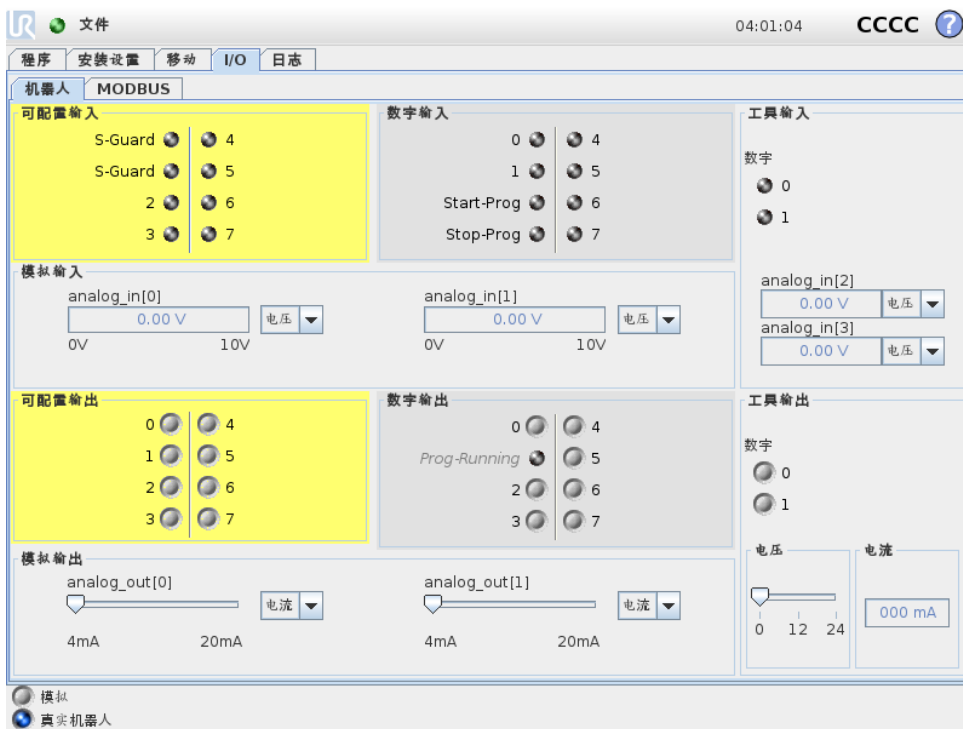 UR 文件 04:01:04 CCCC ?
程序 安装设置 移动 I/O 日志
机器人 MODBUS
可配置输入
S-Guard 4
S-Guard 5
2 6
3 7
数字输入
0 4
1 5
Start-Prog 6
Stop-Prog 7
工具输入
数字
0
1
模拟输入
analog_in[0]
0.00 V 电压
0V 10V
analog_in[1]
0.00 V 电压
0V 10V
analog_in[2]
0.00 V 电压
analog_in[3]
0.00 V 电压
可配置输出
0 4
1 5
2 6
3 7
数字输出
0 4
Prog-Running 5
2 6
3 7
工具输出
数字
0
1
模拟输出
analog_out[0]
电流
4mA 20mA
analog_out[1]
电流
4mA 20mA
电压
0 12 24
电流
000 mA
模拟
真实机器人